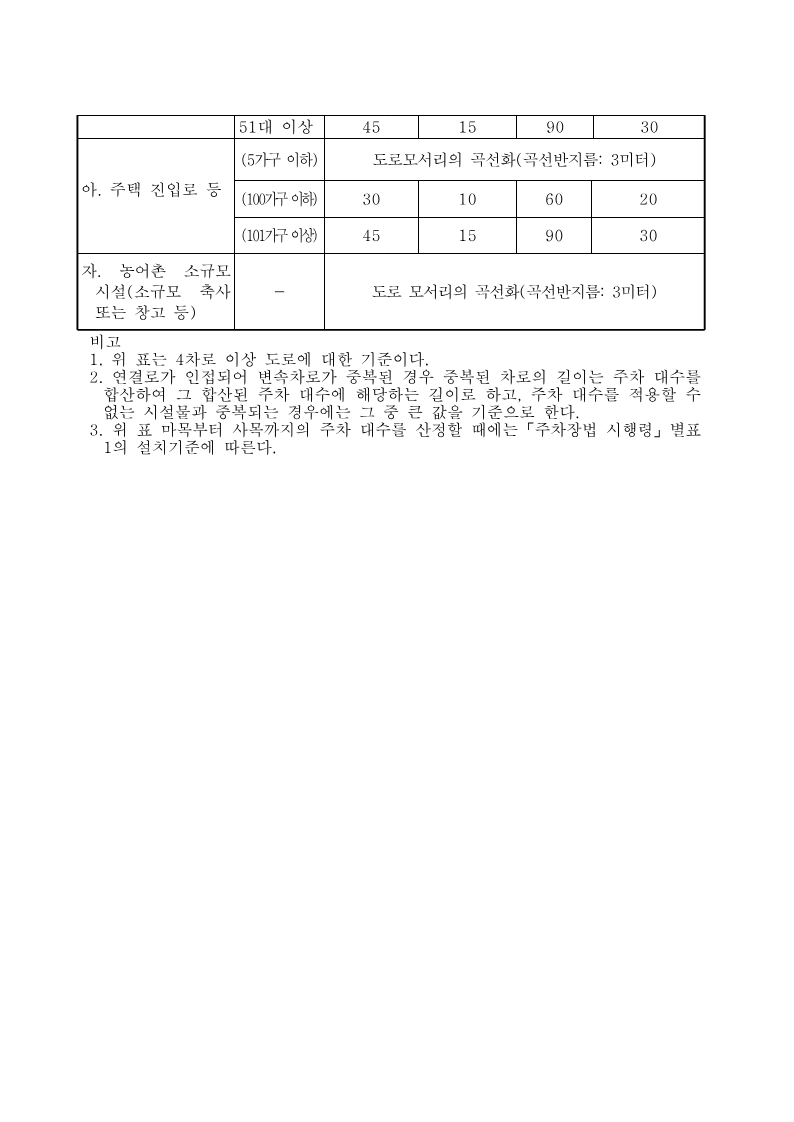 51대 이상 45 15 90 30
아. 주택 진입로 등
(5가구 이하) 도로모서리의 곡선화(곡선반지름: 3미터)
(100가구 이하) 30 10 60 20
(101가구 이상) 45 15 90 30
자. 농어촌 소규모
시설(소규모 축사
또는 창고 등)
- 도로 모서리의 곡선화(곡선반지름: 3미터)
비고
1. 위 표는 4차로 이상 도로에 대한 기준이다.
2. 연결로가 인접되어 변속차로가 중복된 경우 중복된 차로의 길이는 주차 대수를
합산하여 그 합산된 주차 대수에 해당하는 길이로 하고, 주차 대수를 적용할 수
없는 시설물과 중복되는 경우에는 그 중 큰 값을 기준으로 한다.
3. 위 표 마목부터 사목까지의 주차 대수를 산정할 때에는「주차장법 시행령」별표
1의 설치기준에 따른다.